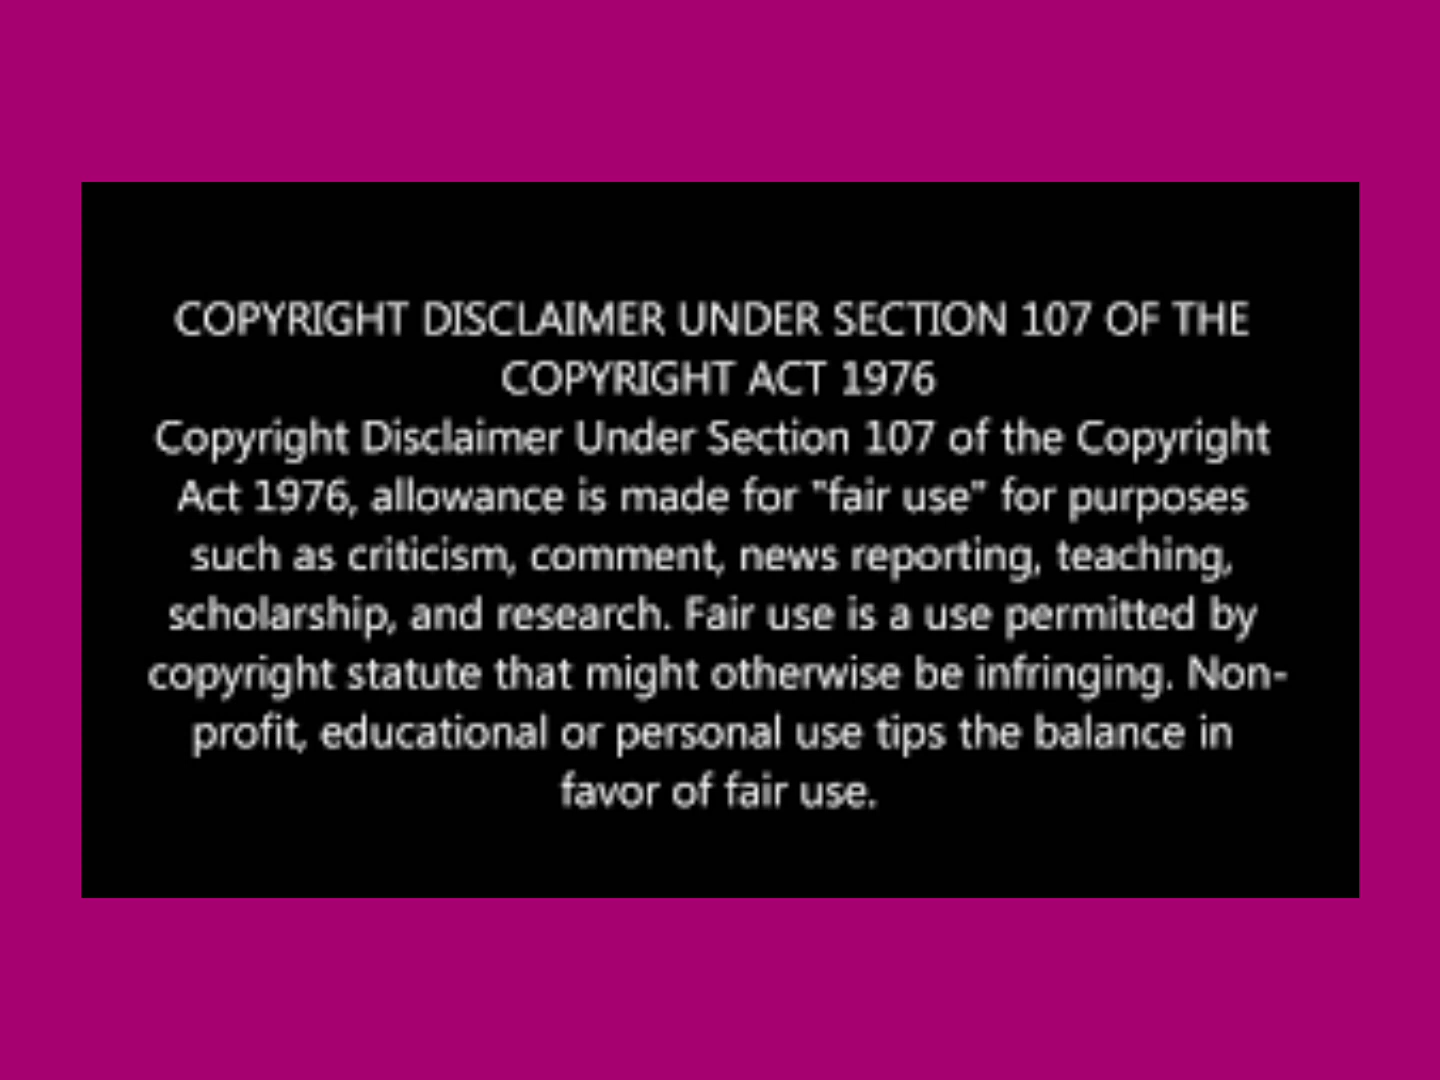 COPYRIGHT DISCLAIMER UNDER SECTION 107 OF THE
COPYRIGHT ACT 1976
Copyright Disclaimer Under Section 107 of the Copyright
Act 1976, allowance is made for "fair use" for purposes
such as criticism, comment, news reporting, teaching,
scholarship, and research. Fair use is a use permitted by
copyright statute that might otherwise be infringing. Non-
profit, educational or personal use tips the balance in
favor of fair use.